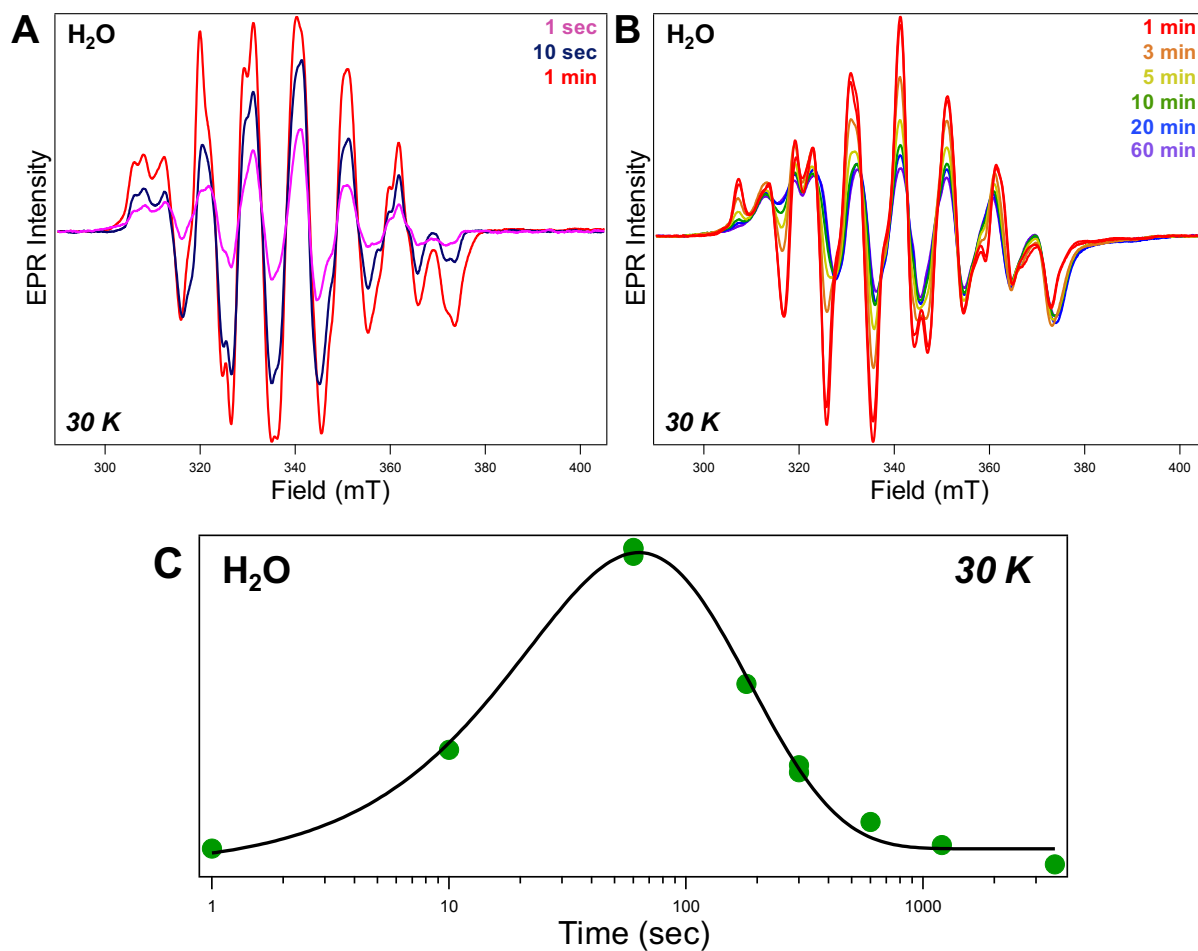 A
H₂O
1 sec
10 sec
1 min
EPR Intensity
30 K
300
320
340
360
380
400
Field (mT)
B
H₂O
1 min
3 min
5 min
10 min
20 min
60 min
EPR Intensity
30 K
300
320
340
360
380
400
Field (mT)
C
H₂O
30 K
1
10
100
1000
Time (sec)